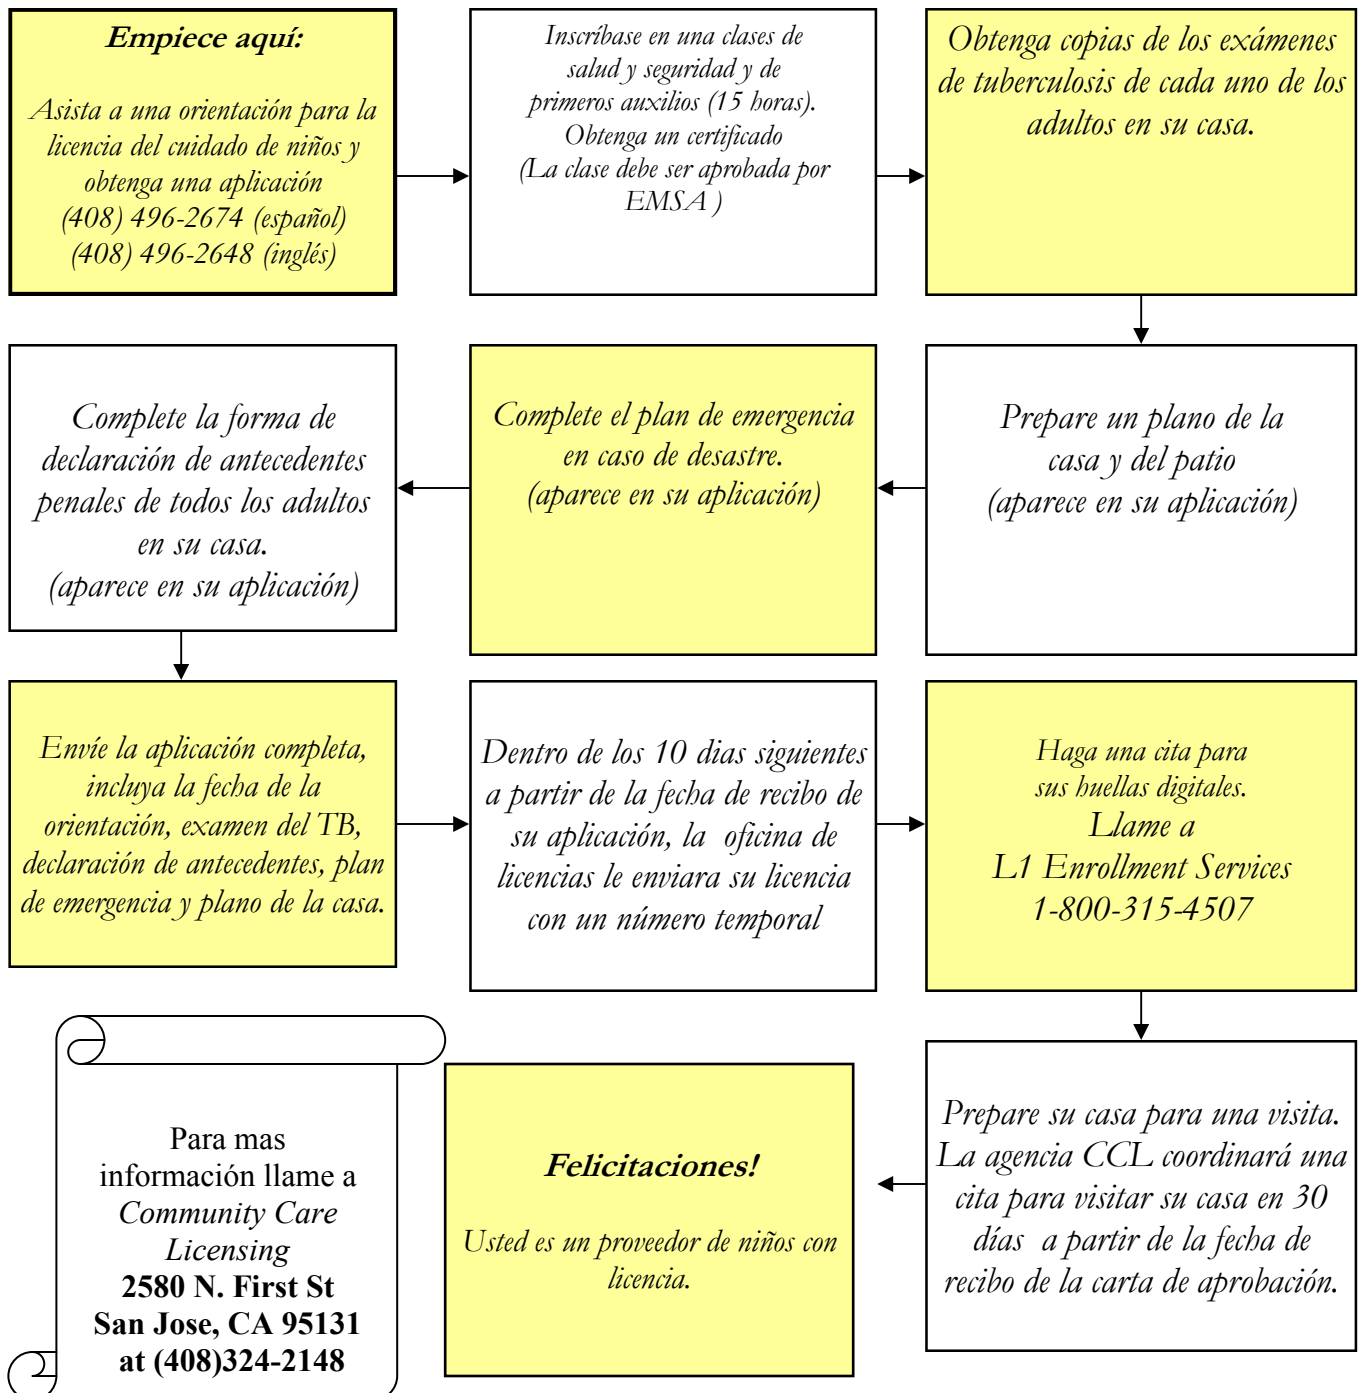 Empiece aquí:
Asista a una orientación para la
licencia del cuidado de niños y
obtenga una aplicación
(408) 496-2674 (español)
(408) 496-2648 (inglés)
Inscríbase en una clases de
salud y seguridad y de
primeros auxilios (15 horas).
Obtenga un certificado
(La clase debe ser aprobada por
EMSA )
Obtenga copias de los exámenes
de tuberculosis de cada uno de los
adultos en su casa.
Prepare un plano de la
casa y del patio
(aparece en su aplicación)
Complete el plan de emergencia
en caso de desastre.
(aparece en su aplicación)
Complete la forma de
declaración de antecedentes
penales de todos los adultos
en su casa.
(aparece en su aplicación)
Envíe la aplicación completa,
incluya la fecha de la
orientación, examen del TB,
declaración de antecedentes, plan
de emergencia y plano de la casa.
Dentro de los 10 dias siguientes
a partir de la fecha de recibo de
su aplicación, la oficina de
licencias le enviara su licencia
con un número temporal
Haga una cita para
sus huellas digitales.
Llame a
L1 Enrollment Services
1-800-315-4507
Prepare su casa para una visita.
La agencia CCL coordinará una
cita para visitar su casa en 30
días a partir de la fecha de
recibo de la carta de aprobación.
Felicitaciones!
Usted es un proveedor de niños con
licencia.
Para mas
información llame a
Community Care
Licensing
2580 N. First St
San Jose, CA 95131
at (408)324-2148